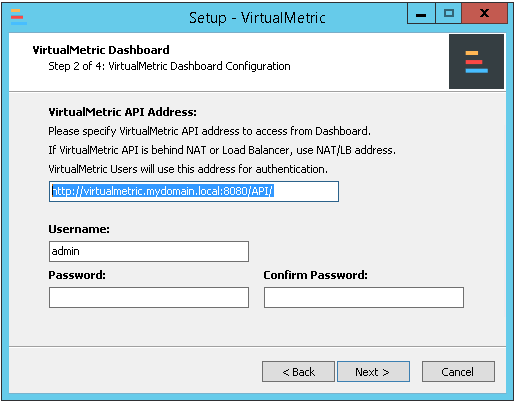 Setup - VirtualMetric
VirtualMetric Dashboard
Step 2 of 4: VirtualMetric Dashboard Configuration
VirtualMetric API Address:
Please specify VirtualMetric API address to access from Dashboard.
If VirtualMetric API is behind NAT or Load Balancer, use NAT/LB address.
VirtualMetric Users will use this address for authentication.
http://virtualmetric.mydomain.local:8080/API/
Username:
admin
Password: Confirm Password:
< Back Next > Cancel